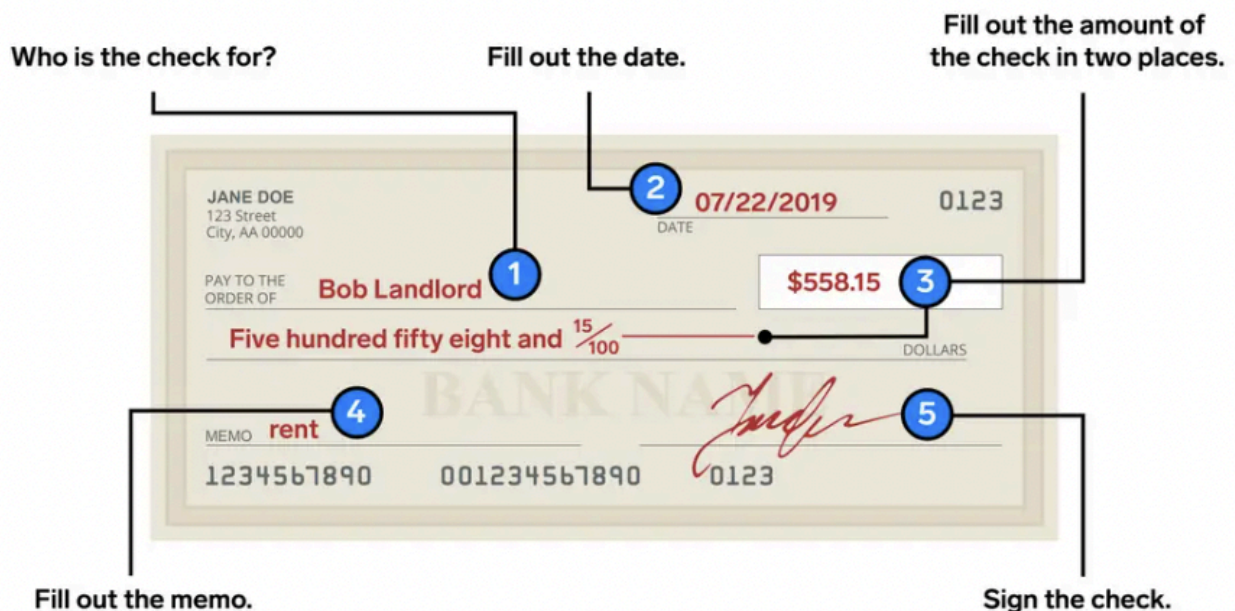 Who is the check for?
Fill out the date.
Fill out the amount of
the check in two places.
JANE DOE
123 Street
City, AA 00000
2
07/22/2019
DATE
0123
PAY TO THE
ORDER OF
Bob Landlord
1
$558.15
3
Five hundred fifty eight and 15/100
DOLLARS
BANK NAME
4
MEMO rent
5
1234567890 001234567890 0123
Fill out the memo.
Sign the check.